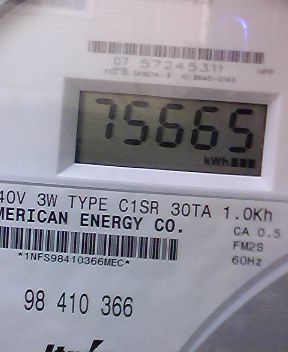 07 57245311
HPP
75665
kWh
40V 3W TYPE C1SR 30TA 1.0Kh
MERICAN ENERGY CO.
CA 0.5
FM2S
*1NFS98410366MEC*
60Hz
98 410 366